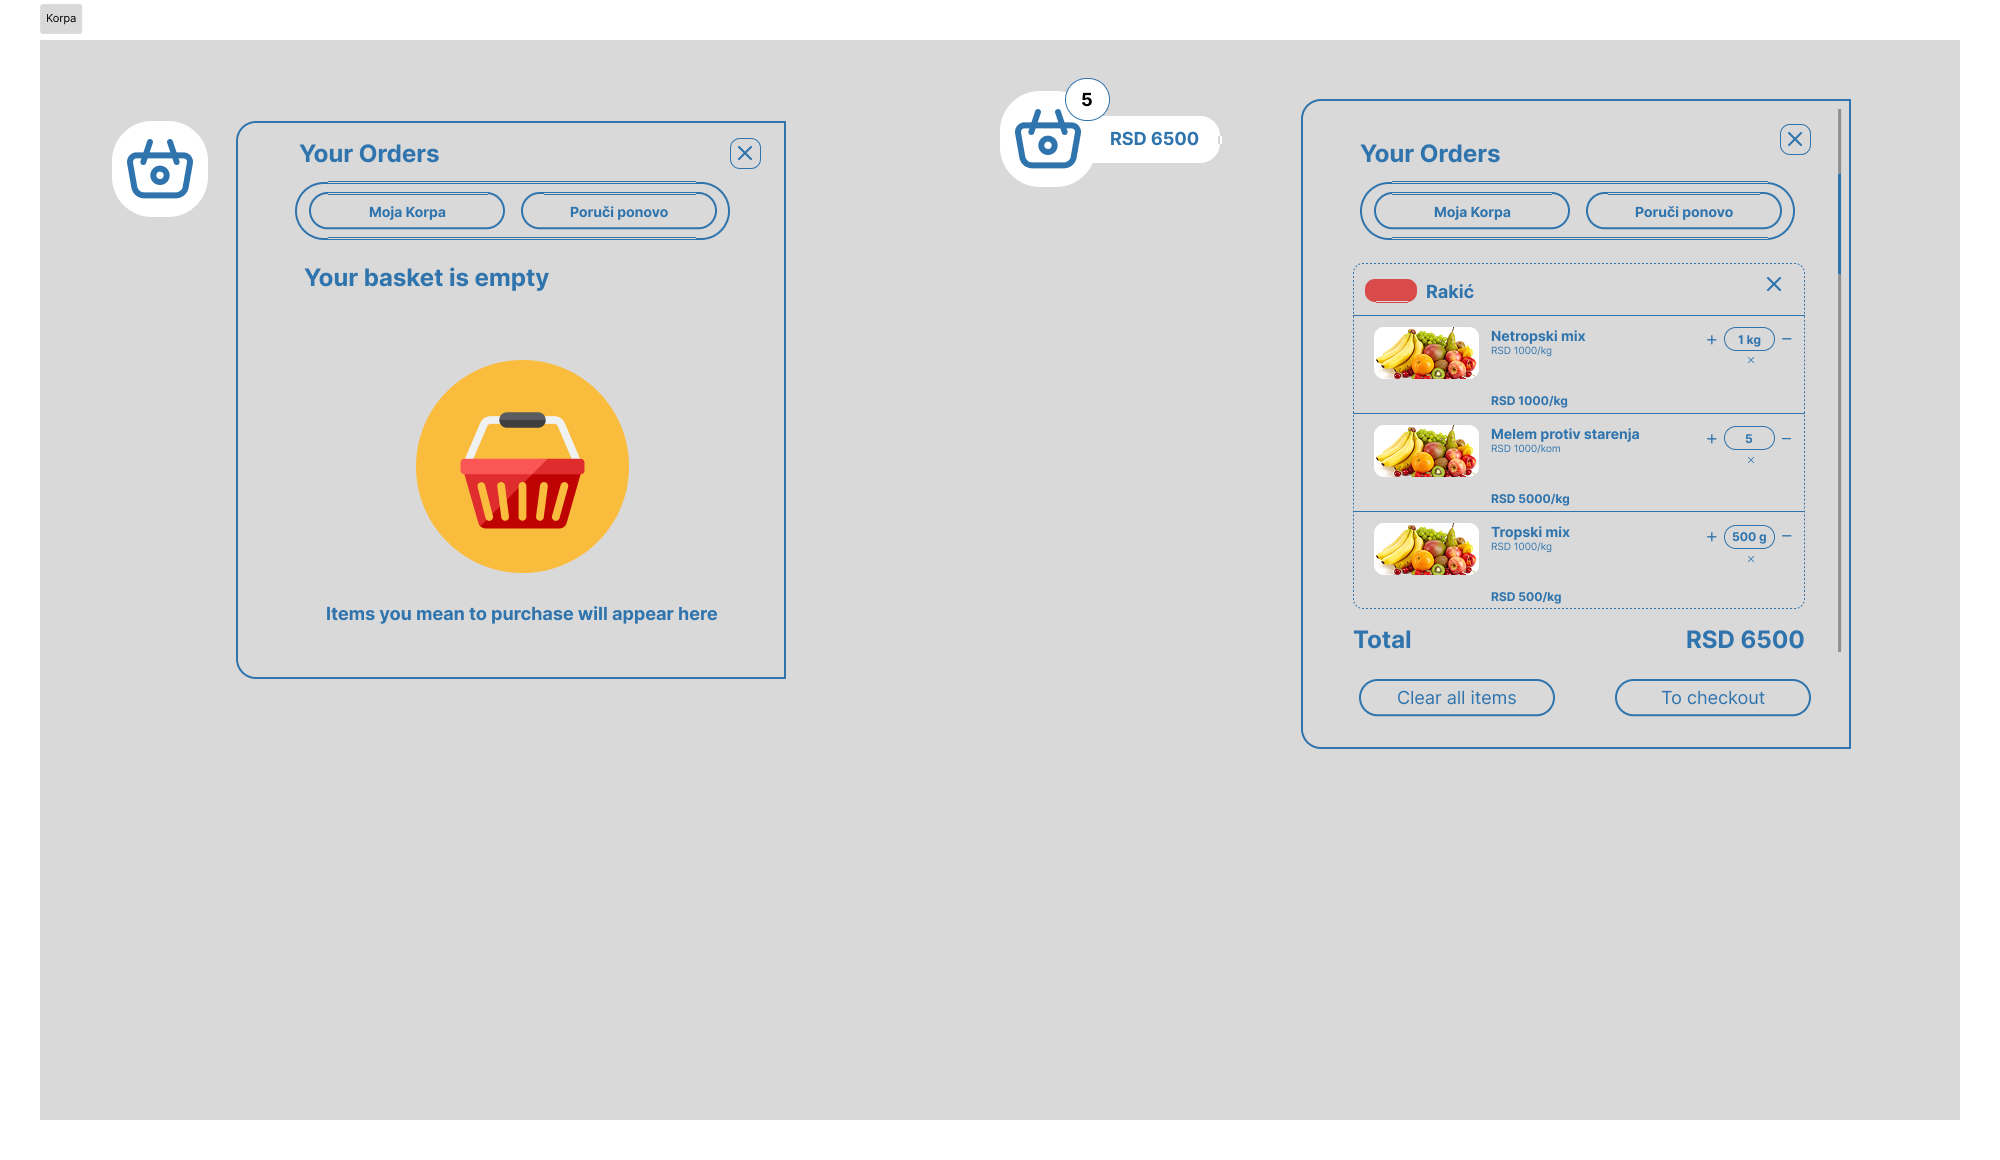 Korpa
Your Orders
Moja Korpa
Poruči ponovo
Your basket is empty
Items you mean to purchase will appear here
5
RSD 6500
Your Orders
Moja Korpa
Poruči ponovo
Rakić
Netropski mix
RSD 1000/kg
+ 1 kg −
×
RSD 1000/kg
Melem protiv starenja
RSD 1000/kom
+ 5 −
×
RSD 5000/kg
Tropski mix
RSD 1000/kg
+ 500 g −
×
RSD 500/kg
Total
RSD 6500
Clear all items
To checkout